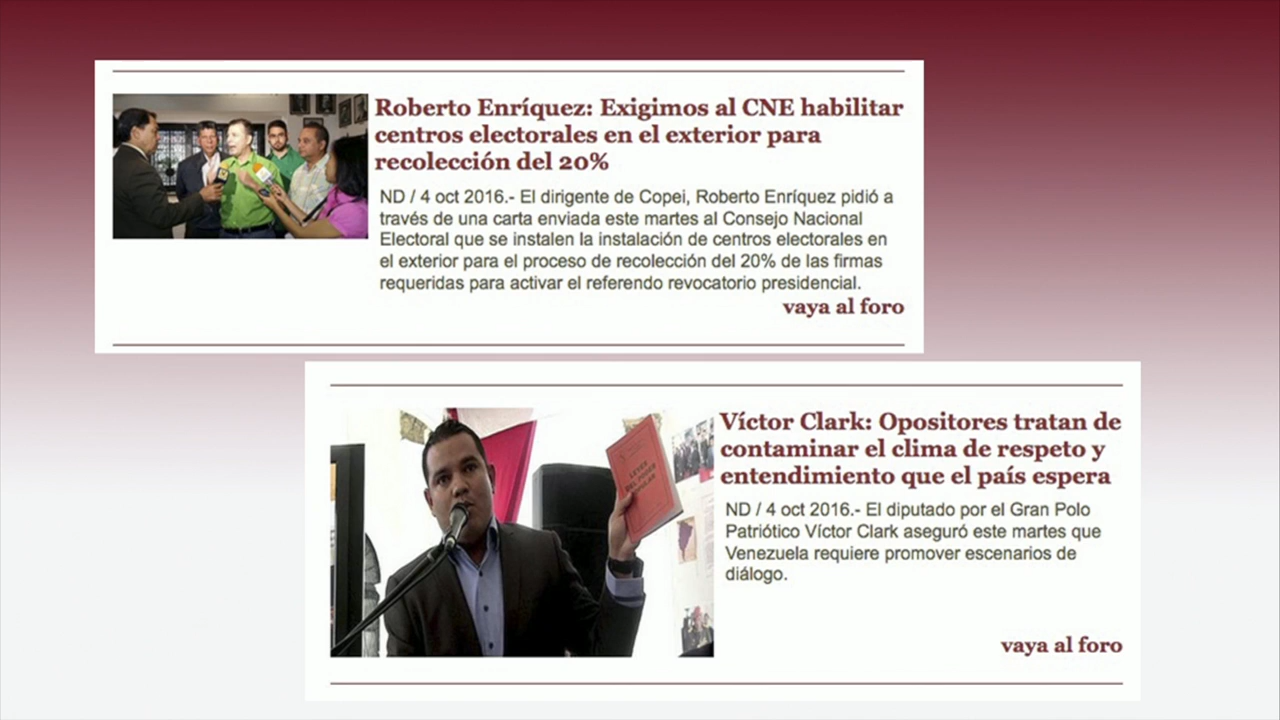 Roberto Enríquez: Exigimos al CNE habilitar
centros electorales en el exterior para
recolección del 20%
ND / 4 oct 2016.- El dirigente de Copei, Roberto Enríquez pidió a
través de una carta enviada este martes al Consejo Nacional
Electoral que se instalen la instalación de centros electorales en
el exterior para el proceso de recolección del 20% de las firmas
requeridas para activar el referendo revocatorio presidencial.
vaya al foro
Víctor Clark: Opositores tratan de
contaminar el clima de respeto y
entendimiento que el país espera
ND / 4 oct 2016.- El diputado por el Gran Polo
Patriótico Víctor Clark aseguró este martes que
Venezuela requiere promover escenarios de
diálogo.
vaya al foro
LEYES
DEL PODER
POPULAR